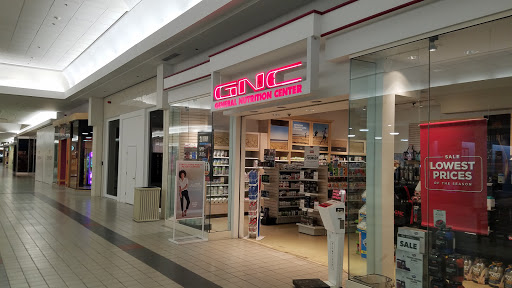 GNC
GENERAL NUTRITION CENTER
SALE
LOWEST
PRICES
OF THE SEASON
SALE